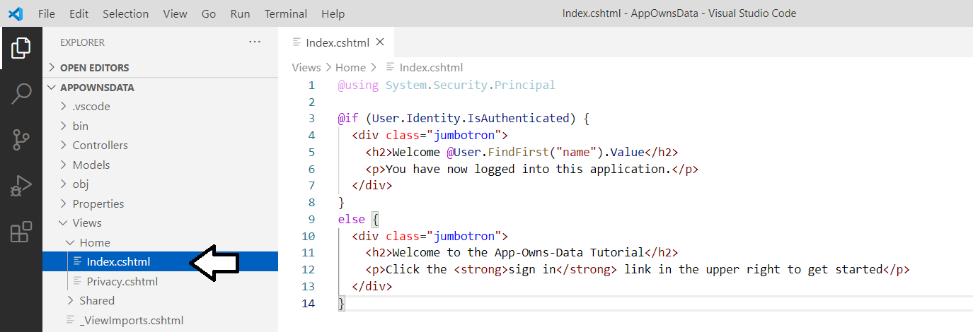 File Edit Selection View Go Run Terminal Help
Index.cshtml - AppOwnsData - Visual Studio Code
EXPLORER ···
OPEN EDITORS
APPOWNSDATA
.vscode
bin
Controllers
Models
obj
Properties
Views
Home
Index.cshtml
Privacy.cshtml
Shared
_ViewImports.cshtml
Index.cshtml
Views > Home > Index.cshtml
1 @using System.Security.Principal
2
3 @if (User.Identity.IsAuthenticated) {
4 <div class="jumbotron">
5 <h2>Welcome @User.FindFirst("name").Value</h2>
6 <p>You have now logged into this application.</p>
7 </div>
8 }
9 else {
10 <div class="jumbotron">
11 <h2>Welcome to the App-Owns-Data Tutorial</h2>
12 <p>Click the <strong>sign in</strong> link in the upper right to get started</p>
13 </div>
14 }